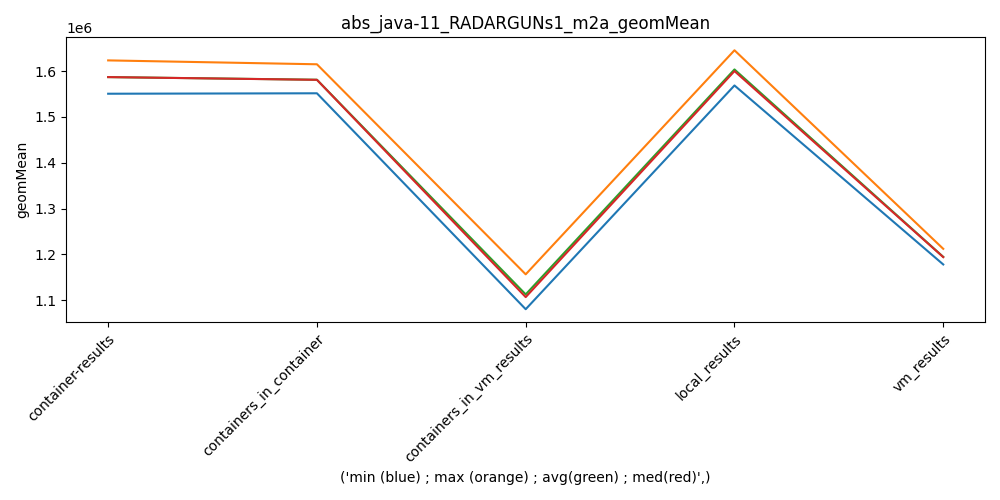 abs_java-11_RADARGUNs1_m2a_geomMean
1e6
1.6
1.5
1.4
1.3
1.2
1.1
geomMean
container-results
containers_in_container
containers_in_vm_results
local_results
vm_results
('min (blue) ; max (orange) ; avg(green) ; med(red)',)